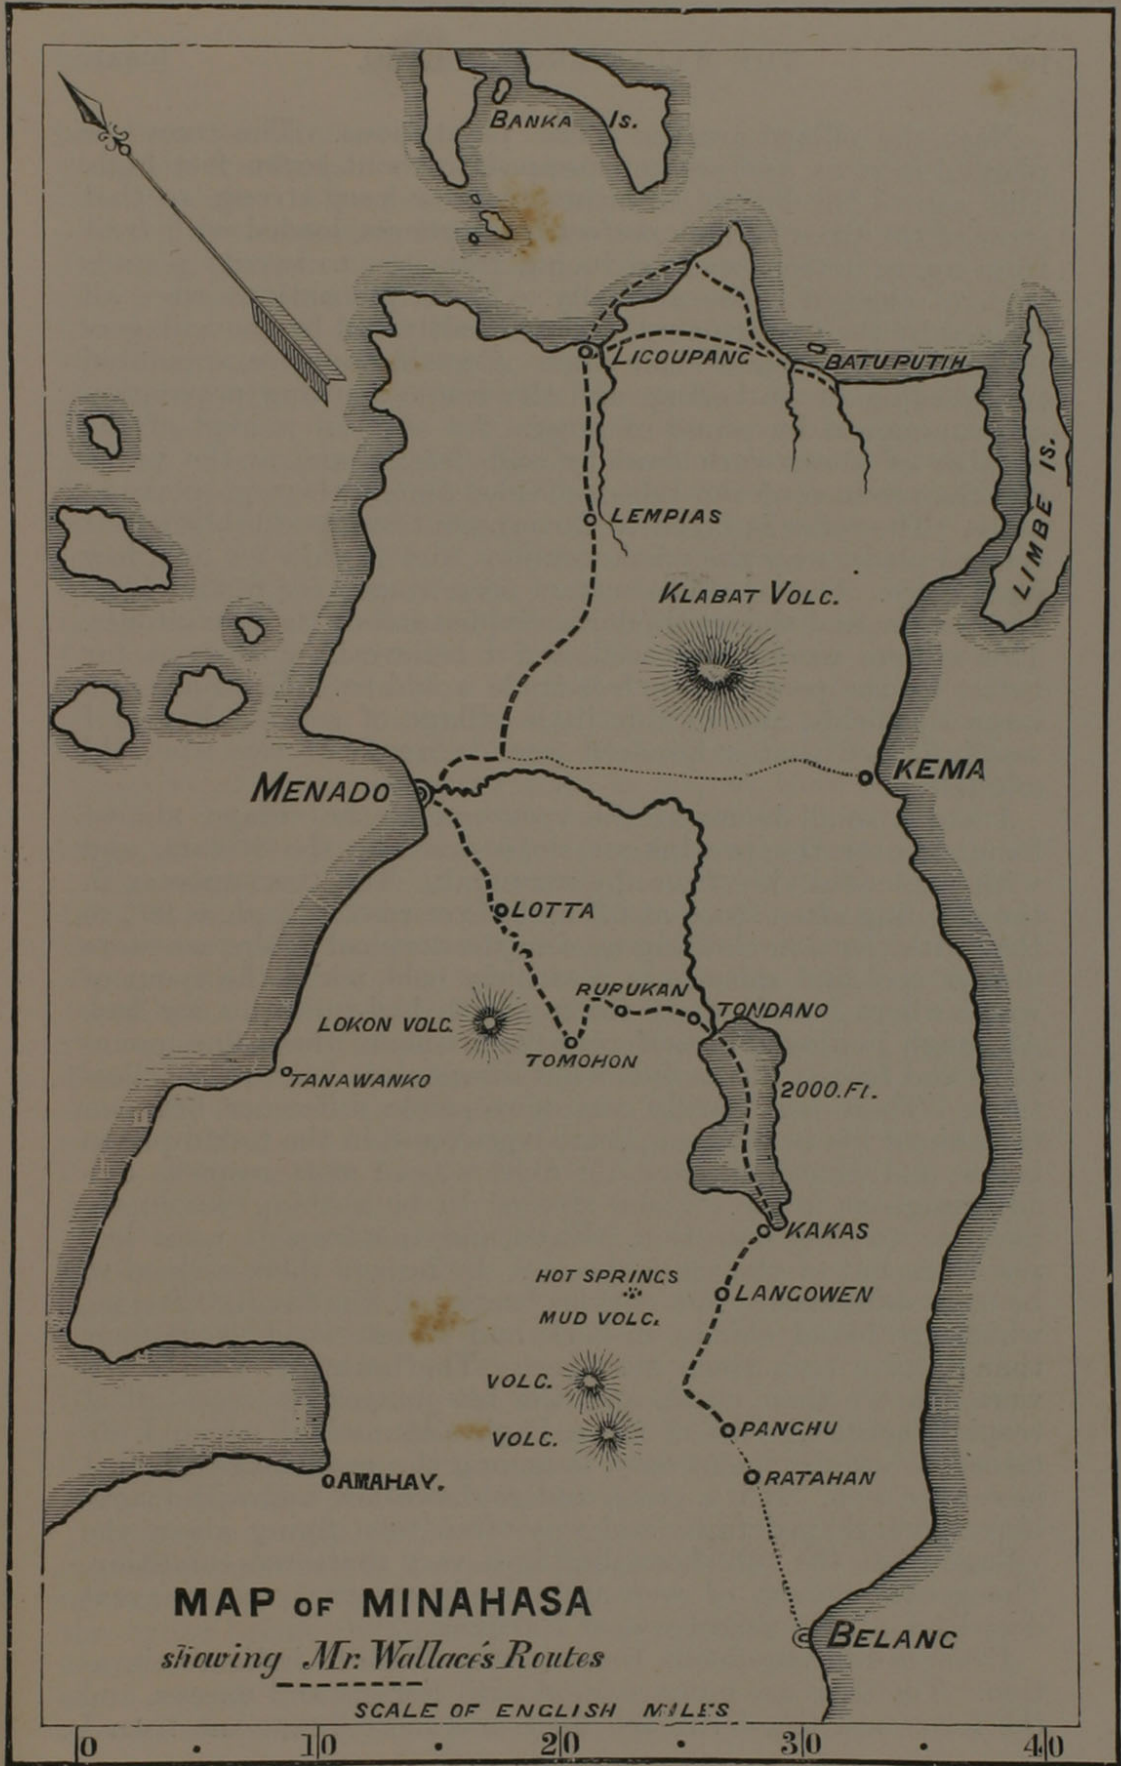 BANKA Is.
LICOUPANG
BATUPUTIH
LIMBE IS.
LEMPIAS
KLABAT VOLC.
MENADO
KEMA
LOTTA
RUPUKAN
TONDANO
LOKON VOLC.
TOMOHON
TANAWANKO
2000.Ft.
KAKAS
HOT SPRINGS
LANGOWEN
MUD VOLC.
VOLC.
PANCHU
VOLC.
RATAHAN
AMAHAY.
MAP OF MINAHASA
showing Mr. Wallace's Routes
BELANG
SCALE OF ENGLISH MILES
0 10 20 30 40